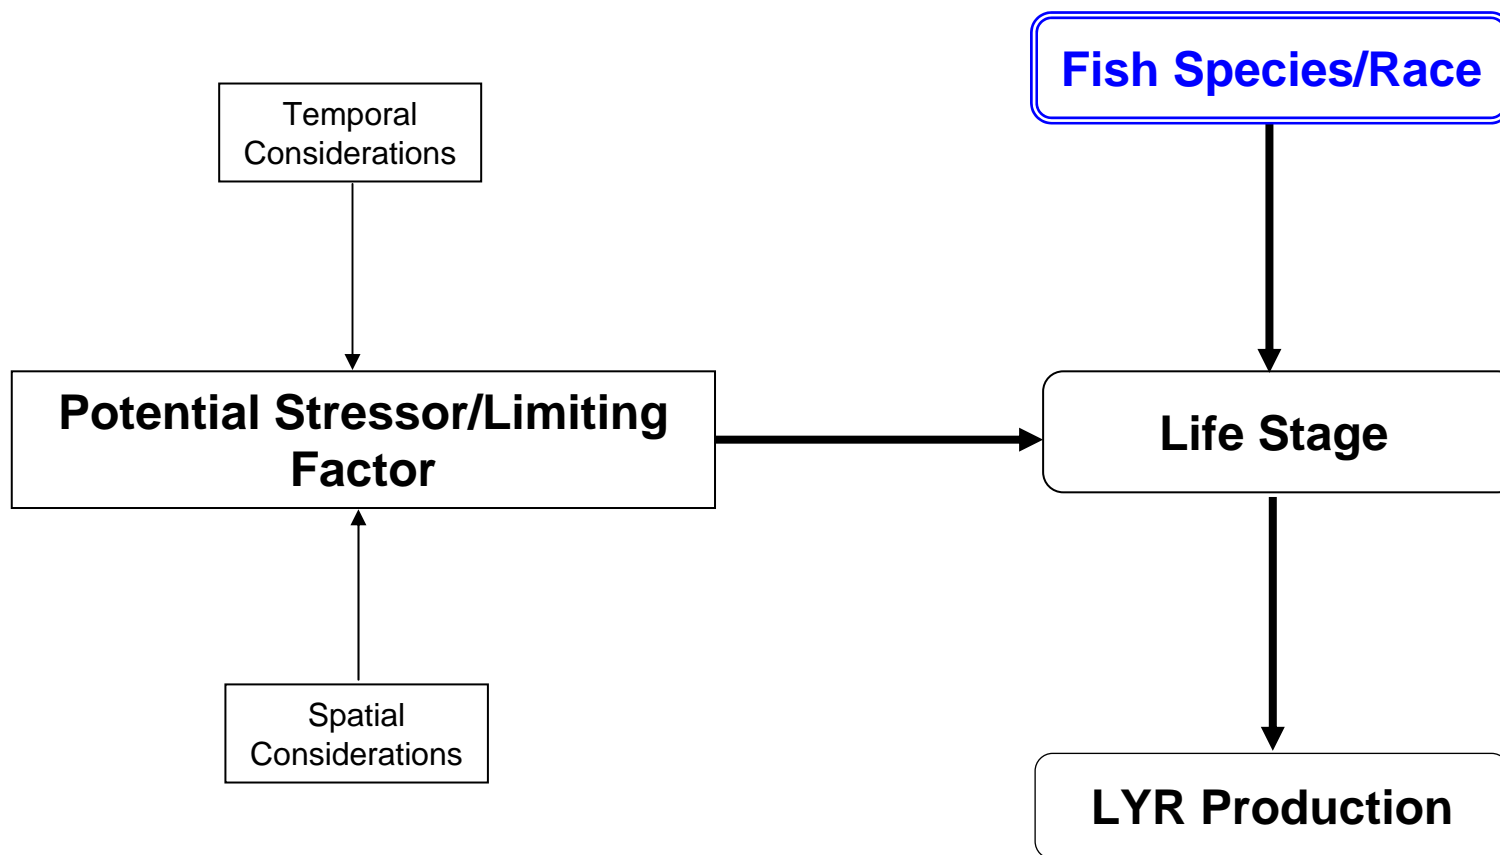 Fish Species/Race
Temporal
Considerations
Potential Stressor/Limiting
Factor
Life Stage
Spatial
Considerations
LYR Production